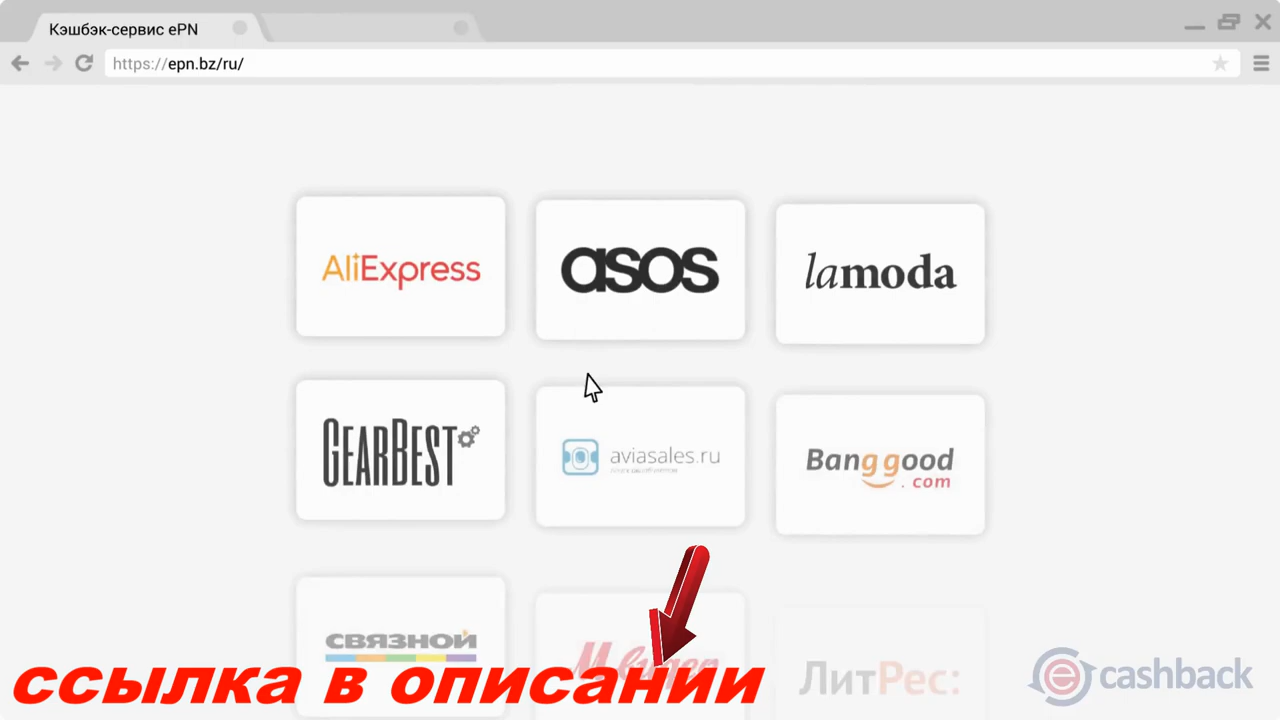 Кэшбэк-сервис ePN
https://epn.bz/ru/
AliExpress
asos
lamoda
GEARBEST
aviasales.ru
Banggood
.com
СВЯЗНОЙ
ЛитРес:
ссылка в описании
e cashback